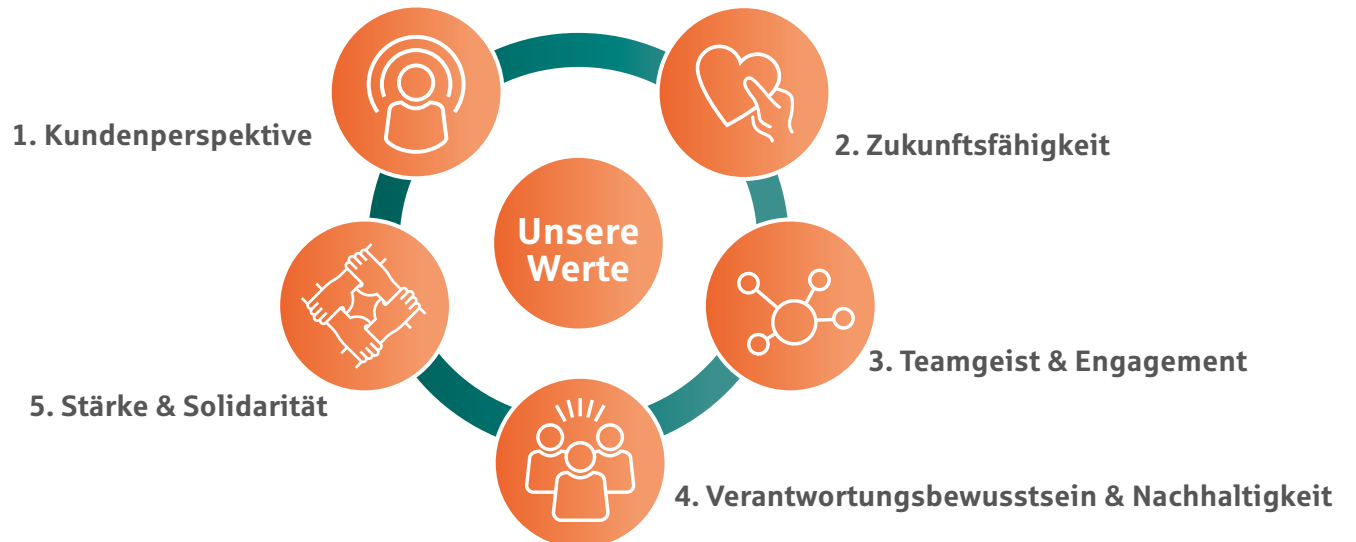 1. Kundenperspektive
2. Zukunftsfähigkeit
Unsere
Werte
3. Teamgeist & Engagement
5. Stärke & Solidarität
4. Verantwortungsbewusstsein & Nachhaltigkeit